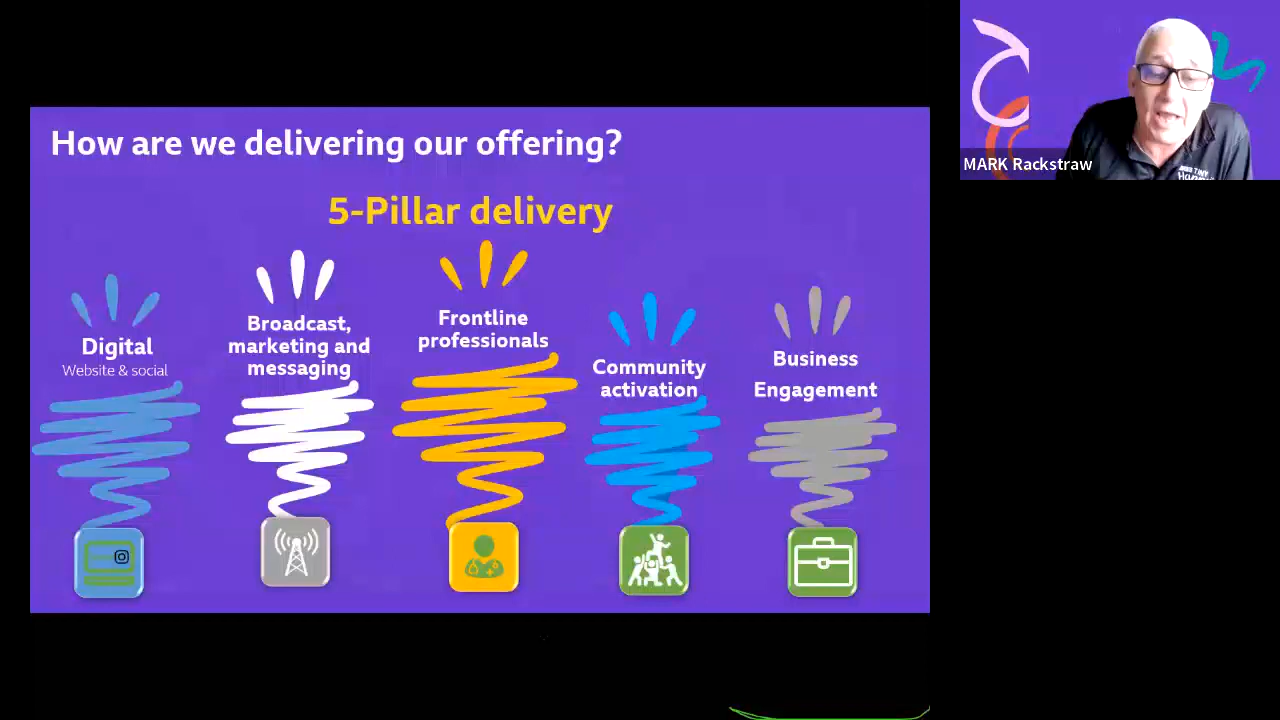 How are we delivering our offering?
5-Pillar delivery
Digital
Website & social
Broadcast,
marketing and
messaging
Frontline
professionals
Community
activation
Business
Engagement
MARK Rackstraw
TINY